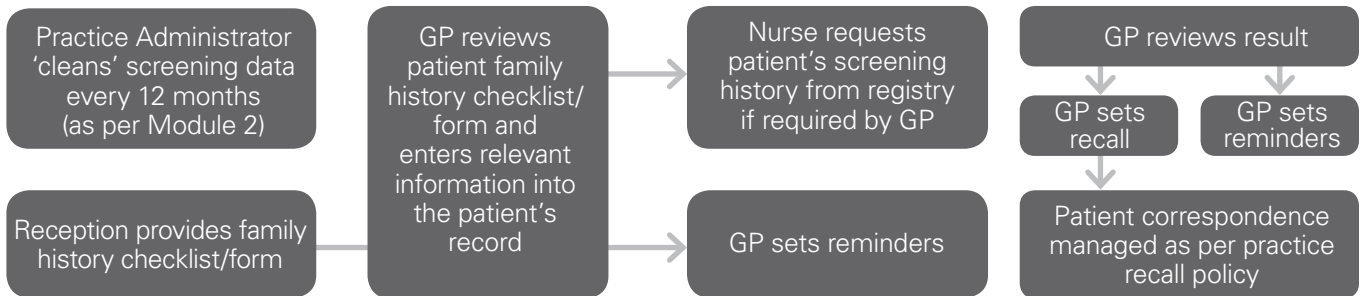 Practice Administrator
‘cleans’ screening data
every 12 months
(as per Module 2)
Reception provides family
history checklist/form
GP reviews
patient family
history checklist/
form and
enters relevant
information into
the patient’s
record
Nurse requests
patient’s screening
history from registry
if required by GP
GP sets reminders
GP reviews result
GP sets
recall
GP sets
reminders
Patient correspondence
managed as per practice
recall policy